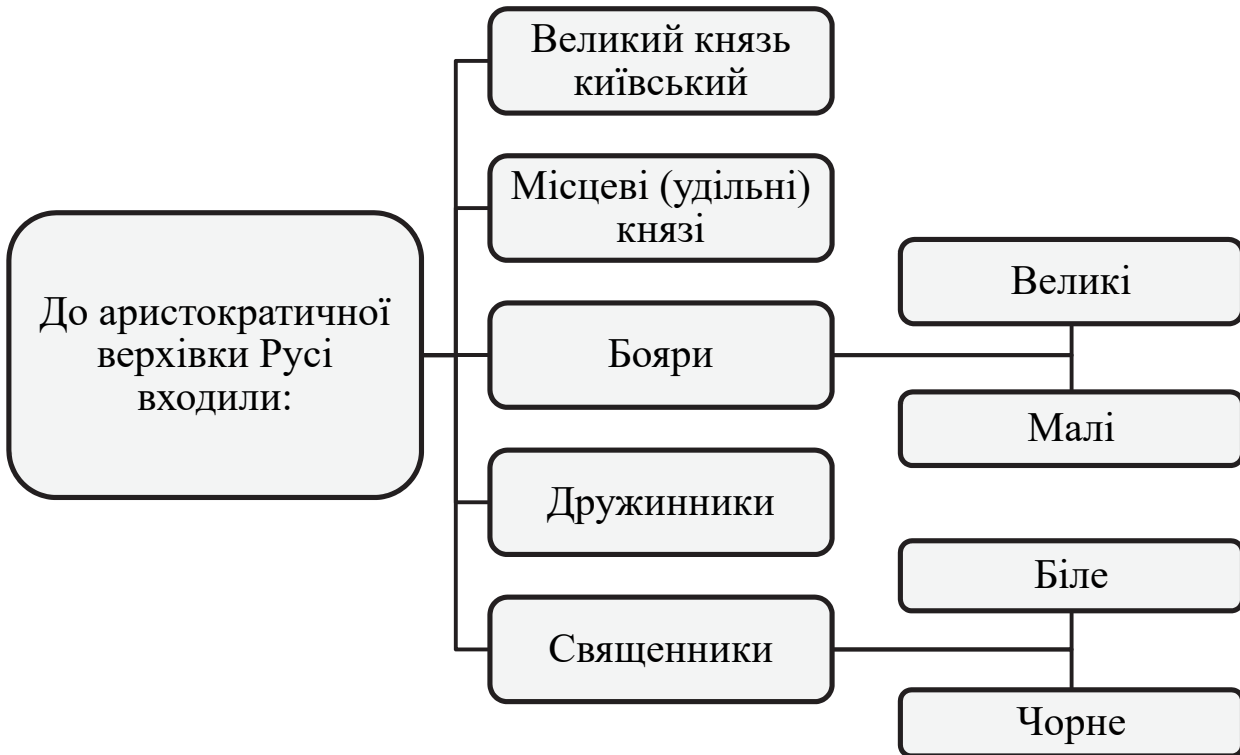 До аристократичної
верхівки Русі
входили:
Великий князь
київський
Місцеві (удільні)
князі
Бояри
Великі
Малі
Дружинники
Священники
Біле
Чорне